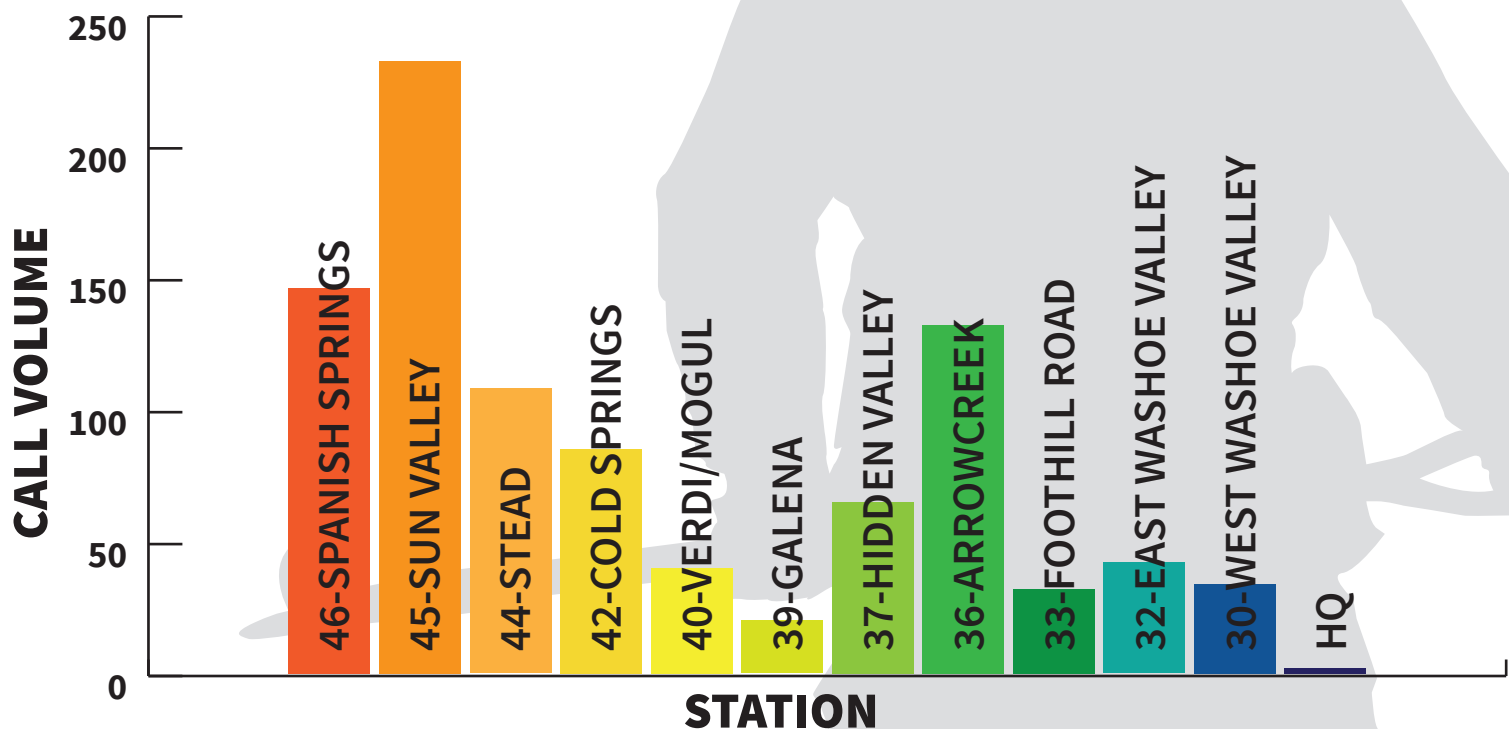 250
200
150
100
50
0
CALL VOLUME
46-SPANISH SPRINGS
45-SUN VALLEY
44-STEAD
42-COLD SPRINGS
40-VERDI/MOGUL
39-GALENA
37-HIDDEN VALLEY
36-ARROWCREEK
33-FOOTHILL ROAD
32-EAST WASHOE VALLEY
30-WEST WASHOE VALLEY
HQ
STATION